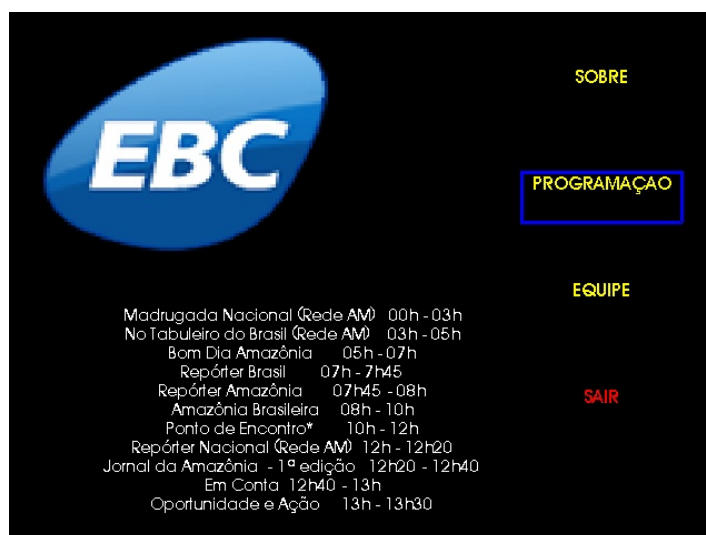 EBC
SOBRE
PROGRAMAÇAO
EQUIPE
SAIR
Madrugada Nacional (Rede AM) 00h - 03h
No Tabuleiro do Brasil (Rede AM) 03h - 05h
Bom Dia Amazônia 05h - 07h
Repórter Brasil 07h - 7h45
Repórter Amazônia 07h45 - 08h
Amazônia Brasileira 08h - 10h
Ponto de Encontro* 10h - 12h
Repórter Nacional (Rede AM) 12h - 12h20
Jornal da Amazônia - 1ª edição 12h20 - 12h40
Em Conta 12h40 - 13h
Oportunidade e Ação 13h - 13h30